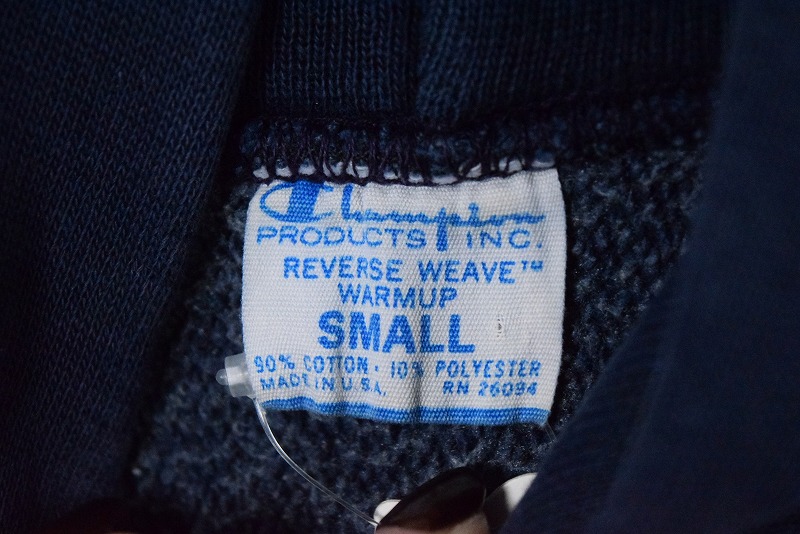 Champion
PRODUCTS INC.
REVERSE WEAVE™
WARMUP
SMALL
90% COTTON · 10% POLYESTER
MADE IN U.S.A. RN 26094